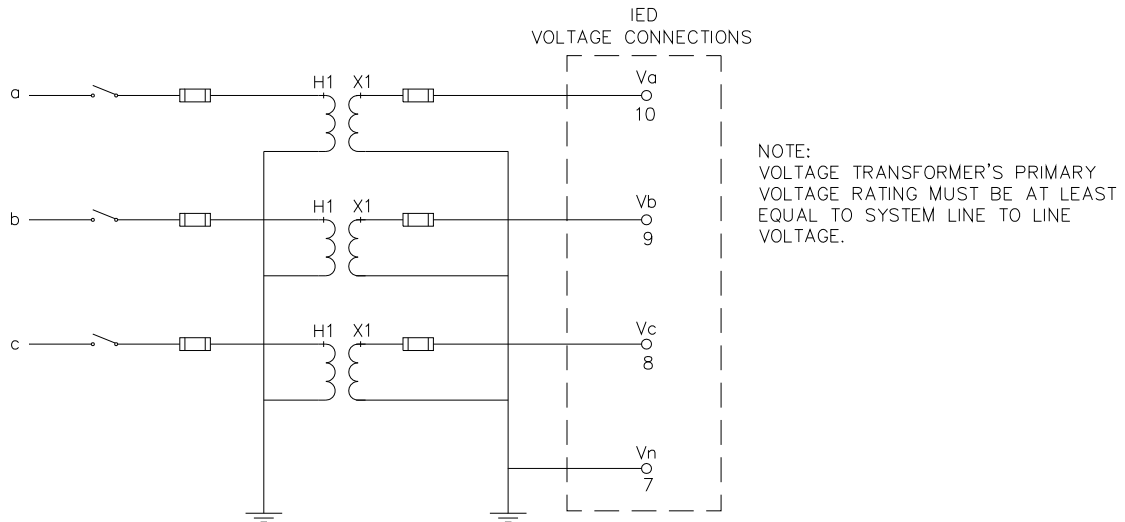 IED
VOLTAGE CONNECTIONS
a
H1 X1
Va
10
NOTE:
VOLTAGE TRANSFORMER'S PRIMARY
VOLTAGE RATING MUST BE AT LEAST
EQUAL TO SYSTEM LINE TO LINE
VOLTAGE.
b
H1 X1
Vb
9
c
H1 X1
Vc
8
Vn
7